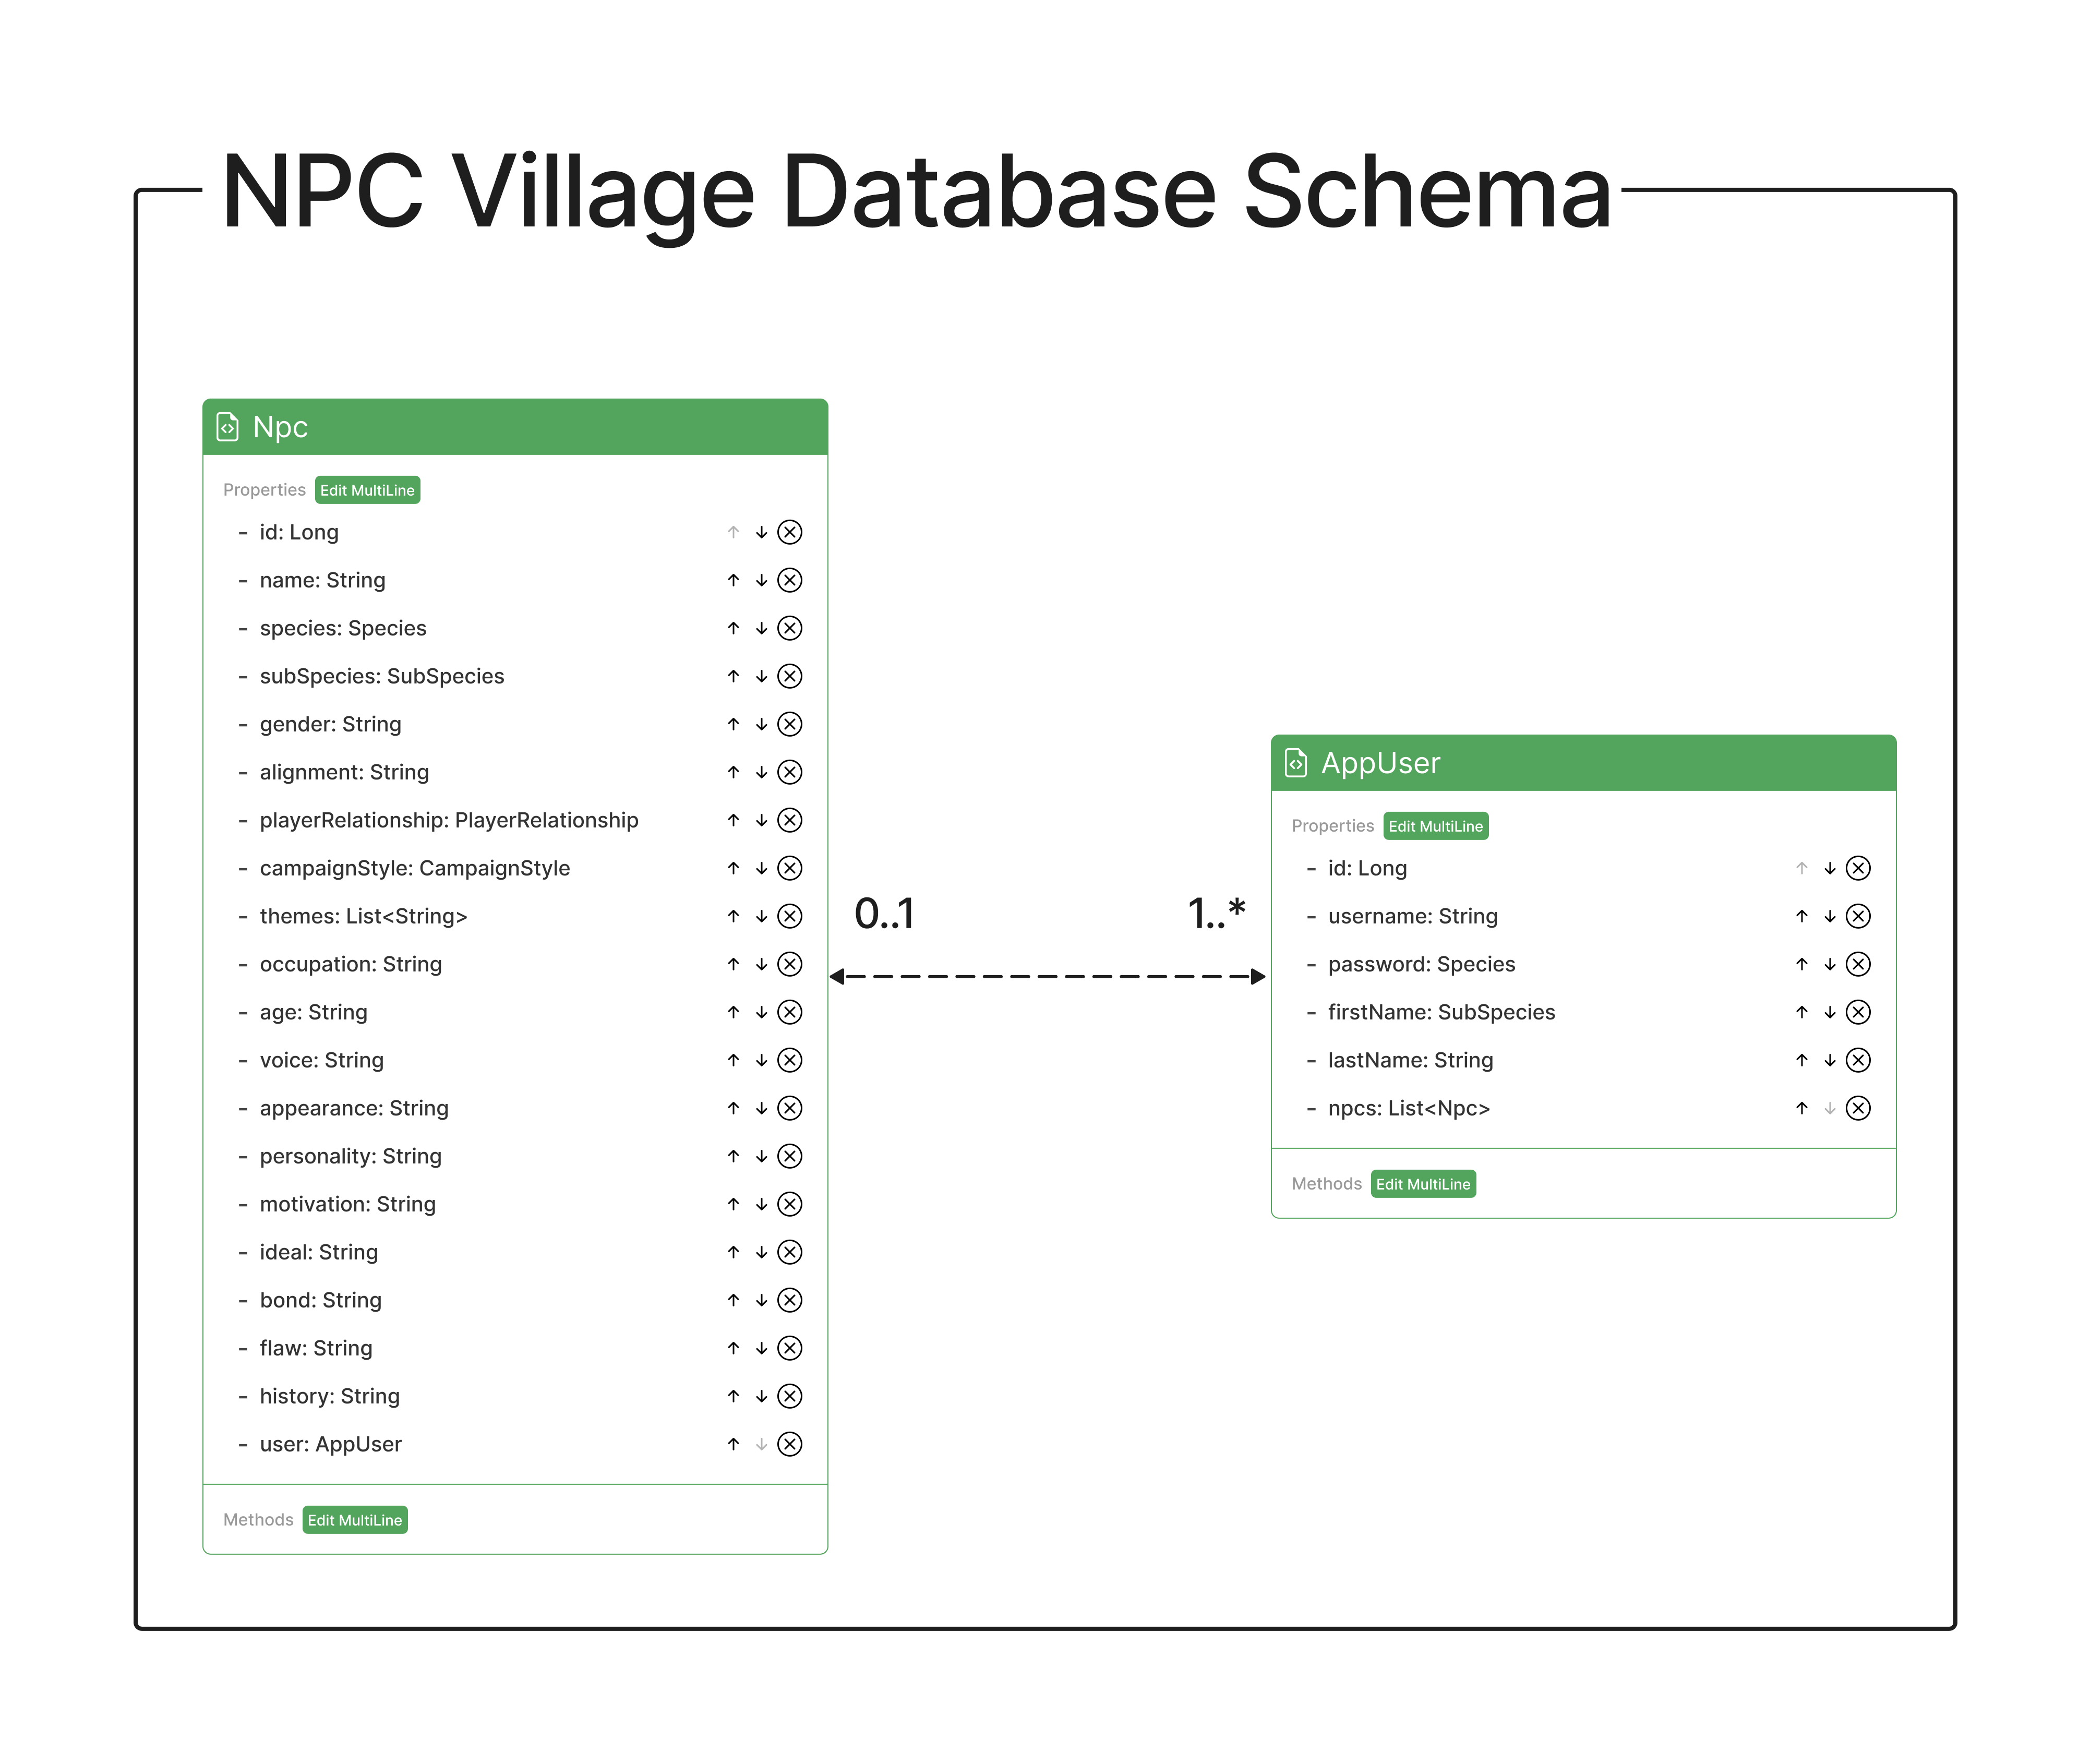 NPC Village Database Schema
Npc
Properties Edit MultiLine
- id: Long
- name: String
- species: Species
- subSpecies: SubSpecies
- gender: String
- alignment: String
- playerRelationship: PlayerRelationship
- campaignStyle: CampaignStyle
- themes: List<String>
- occupation: String
- age: String
- voice: String
- appearance: String
- personality: String
- motivation: String
- ideal: String
- bond: String
- flaw: String
- history: String
- user: AppUser
Methods Edit MultiLine
0..1
1..*
AppUser
Properties Edit MultiLine
- id: Long
- username: String
- password: Species
- firstName: SubSpecies
- lastName: String
- npcs: List<Npc>
Methods Edit MultiLine